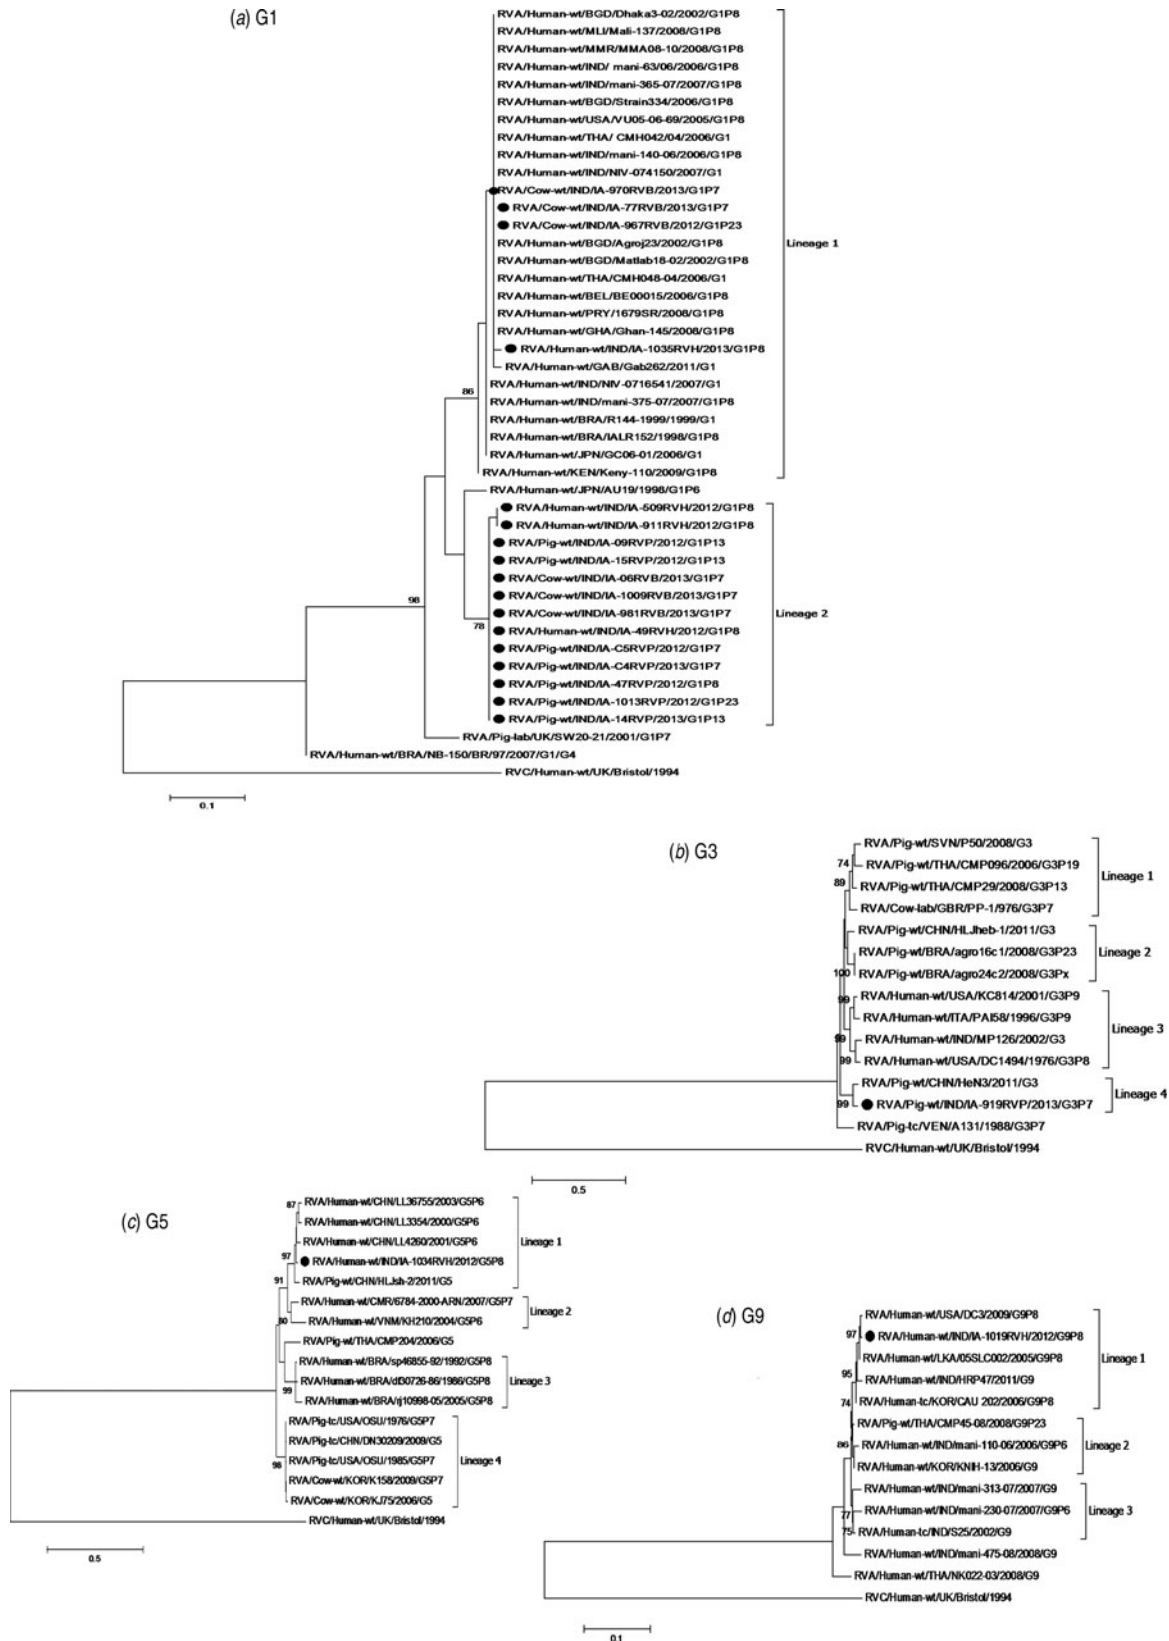 (a) G1
RVA/Human-wt/BGD/Dhaka3-02/2002/G1P8
RVA/Human-wt/MLI/Mali-137/2008/G1P8
RVA/Human-wt/MMR/MMA08-10/2008/G1P8
RVA/Human-wt/IND/ mani-63/06/2006/G1P8
RVA/Human-wt/IND/mani-365-07/2007/G1P8
RVA/Human-wt/BGD/Strain334/2006/G1P8
RVA/Human-wt/USA/VU05-06-69/2005/G1P8
RVA/Human-wt/THA/ CMH042/04/2006/G1
RVA/Human-wt/IND/mani-140-06/2006/G1P8
RVA/Human-wt/IND/NIV-074150/2007/G1
RVA/Cow-wt/IND/IA-970RVB/2013/G1P7
RVA/Cow-wt/IND/IA-77RVB/2013/G1P7
RVA/Cow-wt/IND/IA-967RVB/2012/G1P23
RVA/Human-wt/BGD/Agroj23/2002/G1P8
RVA/Human-wt/BGD/Matlab18-02/2002/G1P8
RVA/Human-wt/THA/CMH048-04/2006/G1
RVA/Human-wt/BEL/BE00015/2006/G1P8
RVA/Human-wt/PRY/1679SR/2008/G1P8
RVA/Human-wt/GHA/Ghan-145/2008/G1P8
RVA/Human-wt/IND/IA-1035RVH/2013/G1P8
RVA/Human-wt/GAB/Gab262/2011/G1
RVA/Human-wt/IND/NIV-0716541/2007/G1
RVA/Human-wt/IND/mani-375-07/2007/G1P8
RVA/Human-wt/BRA/R144-1999/1999/G1
RVA/Human-wt/BRA/IALR152/1998/G1P8
RVA/Human-wt/JPN/GC06-01/2006/G1
RVA/Human-wt/KEN/Keny-110/2009/G1P8
Lineage 1
86
RVA/Human-wt/JPN/AU19/1998/G1P6
RVA/Human-wt/IND/IA-509RVH/2012/G1P8
RVA/Human-wt/IND/IA-911RVH/2012/G1P8
RVA/Pig-wt/IND/IA-09RVP/2012/G1P13
RVA/Pig-wt/IND/IA-15RVP/2012/G1P13
RVA/Cow-wt/IND/IA-06RVB/2013/G1P7
RVA/Cow-wt/IND/IA-1009RVB/2013/G1P7
RVA/Cow-wt/IND/IA-981RVB/2013/G1P7
RVA/Human-wt/IND/IA-49RVH/2012/G1P8
RVA/Pig-wt/IND/IA-C5RVP/2012/G1P7
RVA/Pig-wt/IND/IA-C4RVP/2013/G1P7
RVA/Pig-wt/IND/IA-47RVP/2012/G1P8
RVA/Pig-wt/IND/IA-1013RVP/2012/G1P23
RVA/Pig-wt/IND/IA-14RVP/2013/G1P13
Lineage 2
98
78
RVA/Pig-lab/UK/SW20-21/2001/G1P7
RVA/Human-wt/BRA/NB-150/BR/97/2007/G1/G4
RVC/Human-wt/UK/Bristol/1994
0.1
(b) G3
RVA/Pig-wt/SVN/P50/2008/G3
RVA/Pig-wt/THA/CMP096/2006/G3P19
RVA/Pig-wt/THA/CMP29/2008/G3P13
RVA/Cow-lab/GBR/PP-1/976/G3P7
Lineage 1
74
89
RVA/Pig-wt/CHN/HLJheb-1/2011/G3
RVA/Pig-wt/BRA/agro16c1/2008/G3P23
RVA/Pig-wt/BRA/agro24c2/2008/G3Px
Lineage 2
100
RVA/Human-wt/USA/KC814/2001/G3P9
RVA/Human-wt/ITA/PAI58/1996/G3P9
RVA/Human-wt/IND/MP126/2002/G3
RVA/Human-wt/USA/DC1494/1976/G3P8
Lineage 3
99
99
99
RVA/Pig-wt/CHN/HeN3/2011/G3
RVA/Pig-wt/IND/IA-919RVP/2013/G3P7
Lineage 4
99
RVA/Pig-tc/VEN/A131/1988/G3P7
RVC/Human-wt/UK/Bristol/1994
0.5
(c) G5
RVA/Human-wt/CHN/LL36755/2003/G5P6
RVA/Human-wt/CHN/LL3354/2000/G5P6
RVA/Human-wt/CHN/LL4260/2001/G5P6
RVA/Human-wt/IND/IA-1034RVH/2012/G5P8
RVA/Pig-wt/CHN/HLJsh-2/2011/G5
Lineage 1
87
97
91
RVA/Human-wt/CMR/6784-2000-ARN/2007/G5P7
RVA/Human-wt/VNM/KH210/2004/G5P6
Lineage 2
80
RVA/Pig-wt/THA/CMP204/2006/G5
RVA/Human-wt/BRA/sp46855-92/1992/G5P8
RVA/Human-wt/BRA/df30726-86/1986/G5P8
RVA/Human-wt/BRA/rj10998-05/2005/G5P8
Lineage 3
99
RVA/Pig-tc/USA/OSU/1976/G5P7
RVA/Pig-tc/CHN/DN30209/2009/G5
RVA/Pig-tc/USA/OSU/1985/G5P7
RVA/Cow-wt/KOR/K158/2009/G5P7
RVA/Cow-wt/KOR/KJ75/2006/G5
Lineage 4
98
RVC/Human-wt/UK/Bristol/1994
0.5
(d) G9
RVA/Human-wt/USA/DC3/2009/G9P8
RVA/Human-wt/IND/IA-1019RVH/2012/G9P8
RVA/Human-wt/LKA/05SLC002/2005/G9P8
RVA/Human-wt/IND/HRP47/2011/G9
RVA/Human-tc/KOR/CAU 202/2006/G9P8
Lineage 1
97
95
74
RVA/Pig-wt/THA/CMP45-08/2008/G9P23
RVA/Human-wt/IND/mani-110-06/2006/G9P6
RVA/Human-wt/KOR/KNIH-13/2006/G9
Lineage 2
86
RVA/Human-wt/IND/mani-313-07/2007/G9
RVA/Human-wt/IND/mani-230-07/2007/G9P6
RVA/Human-tc/IND/S25/2002/G9
Lineage 3
77
75
RVA/Human-wt/IND/mani-475-08/2008/G9
RVA/Human-wt/THA/NK022-03/2008/G9
RVC/Human-wt/UK/Bristol/1994
0.1